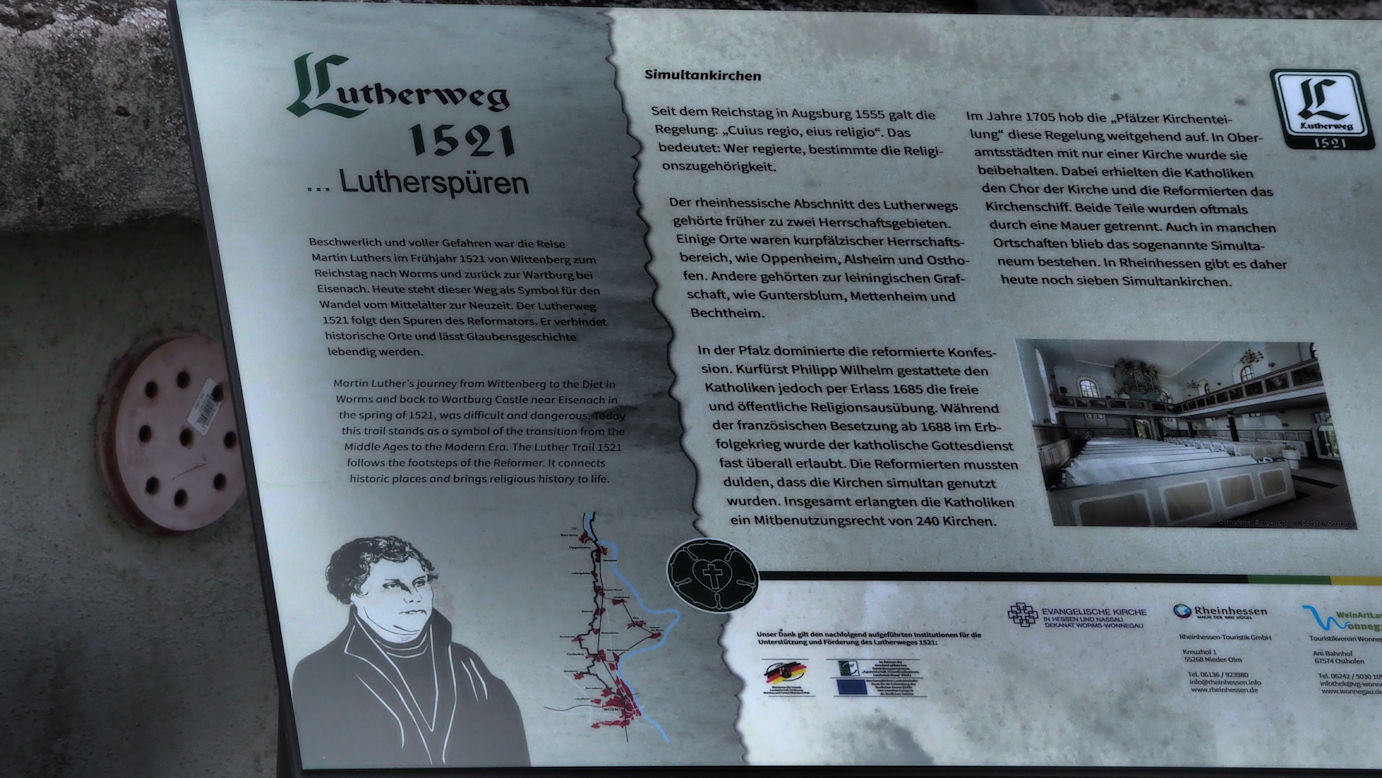 Lutherweg
1521
... Lutherspüren
Beschwerlich und voller Gefahren war die Reise
Martin Luthers im Frühjahr 1521 von Wittenberg zum
Reichstag nach Worms und zurück zur Wartburg bei
Eisenach. Heute steht dieser Weg als Symbol für den
Wandel vom Mittelalter zur Neuzeit. Der Lutherweg
1521 folgt den Spuren des Reformators. Er verbindet
historische Orte und lässt Glaubensgeschichte
lebendig werden.
Martin Luther's journey from Wittenberg to the Diet in
Worms and back to Wartburg Castle near Eisenach in
the spring of 1521, was difficult and dangerous. Today
this trail stands as a symbol of the transition from the
Middle Ages to the Modern Era. The Luther Trail 1521
follows the footsteps of the Reformer. It connects
historic places and brings religious history to life.
Simultankirchen
Seit dem Reichstag in Augsburg 1555 galt die
Regelung: „Cuius regio, eius religio“. Das
bedeutet: Wer regierte, bestimmte die Religi-
onszugehörigkeit.
Der rheinhessische Abschnitt des Lutherwegs
gehörte früher zu zwei Herrschaftsgebieten.
Einige Orte waren kurpfälzischer Herrschafts-
bereich, wie Oppenheim, Alsheim und Ostho-
fen. Andere gehörten zur leiningischen Graf-
schaft, wie Guntersblum, Mettenheim und
Bechtheim.
In der Pfalz dominierte die reformierte Konfes-
sion. Kurfürst Philipp Wilhelm gestattete den
Katholiken jedoch per Erlass 1685 die freie
und öffentliche Religionsausübung. Während
der französischen Besetzung ab 1688 im Erb-
folgekrieg wurde der katholische Gottesdienst
fast überall erlaubt. Die Reformierten mussten
dulden, dass die Kirchen simultan genutzt
wurden. Insgesamt erlangten die Katholiken
ein Mitbenutzungsrecht von 240 Kirchen.
Im Jahre 1705 hob die „Pfälzer Kirchentei-
lung“ diese Regelung weitgehend auf. In Ober-
amtsstädten mit nur einer Kirche wurde sie
beibehalten. Dabei erhielten die Katholiken
den Chor der Kirche und die Reformierten das
Kirchenschiff. Beide Teile wurden oftmals
durch eine Mauer getrennt. Auch in manchen
Ortschaften blieb das sogenannte Simulta-
neum bestehen. In Rheinhessen gibt es daher
heute noch sieben Simultankirchen.
Lutherweg
1521
Unser Dank gilt den nachfolgend aufgeführten Institutionen für die
Unterstützung und Förderung des Lutherweges 1521:
EVANGELISCHE KIRCHE
IN HESSEN UND NASSAU
DEKANAT WORMS-WONNEGAU
Rheinhessen
Rheinhessen-Touristik GmbH
Kreuzhof 1
55268 Nieder-Olm
Tel. 06136 / 923980
info@rheinhessen.info
www.rheinhessen.de
Touristikverein
Am Bahnhof
67574 Osthofen
Tel. 06242 / 5030